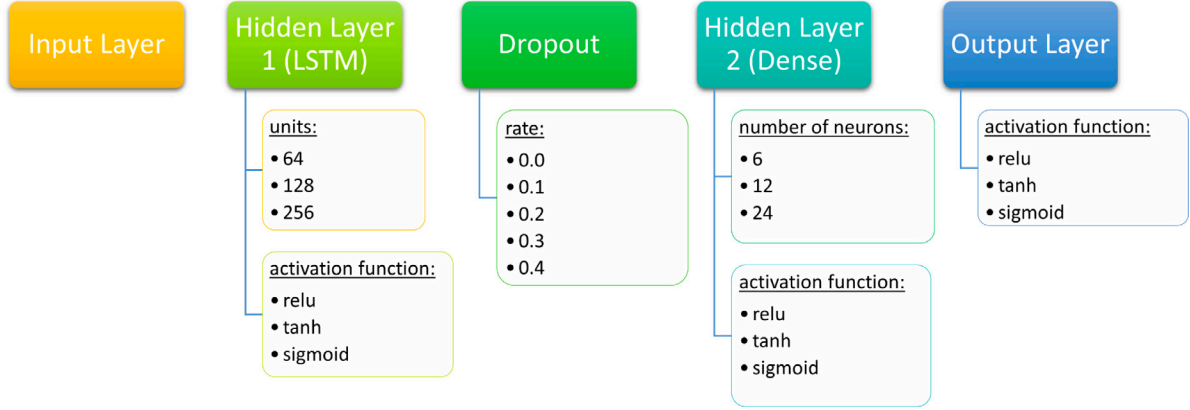 Input Layer
Hidden Layer
1 (LSTM)
units:
• 64
• 128
• 256
activation function:
• relu
• tanh
• sigmoid
Dropout
rate:
• 0.0
• 0.1
• 0.2
• 0.3
• 0.4
Hidden Layer
2 (Dense)
number of neurons:
• 6
• 12
• 24
activation function:
• relu
• tanh
• sigmoid
Output Layer
activation function:
• relu
• tanh
• sigmoid